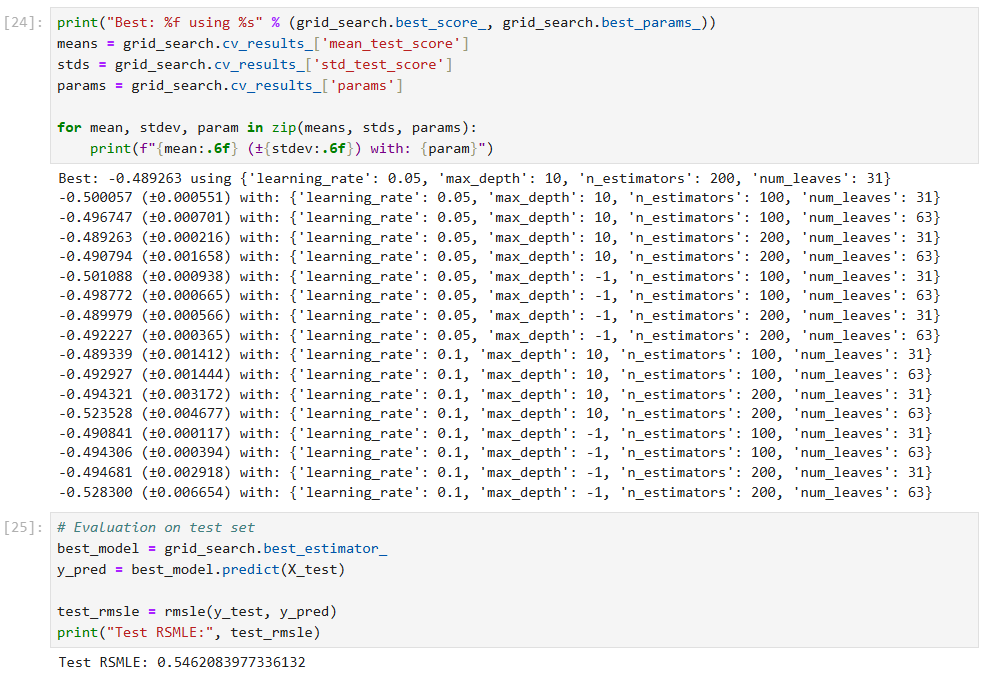 [24]: print("Best: %f using %s" % (grid_search.best_score_, grid_search.best_params_))
means = grid_search.cv_results_['mean_test_score']
stds = grid_search.cv_results_['std_test_score']
params = grid_search.cv_results_['params']
for mean, stdev, param in zip(means, stds, params):
    print(f"{mean:.6f} (±{stdev:.6f}) with: {param}")
Best: -0.489263 using {'learning_rate': 0.05, 'max_depth': 10, 'n_estimators': 200, 'num_leaves': 31}
-0.500057 (±0.000551) with: {'learning_rate': 0.05, 'max_depth': 10, 'n_estimators': 100, 'num_leaves': 31}
-0.496747 (±0.000701) with: {'learning_rate': 0.05, 'max_depth': 10, 'n_estimators': 100, 'num_leaves': 63}
-0.489263 (±0.000216) with: {'learning_rate': 0.05, 'max_depth': 10, 'n_estimators': 200, 'num_leaves': 31}
-0.490794 (±0.001658) with: {'learning_rate': 0.05, 'max_depth': 10, 'n_estimators': 200, 'num_leaves': 63}
-0.501088 (±0.000938) with: {'learning_rate': 0.05, 'max_depth': -1, 'n_estimators': 100, 'num_leaves': 31}
-0.498772 (±0.000665) with: {'learning_rate': 0.05, 'max_depth': -1, 'n_estimators': 100, 'num_leaves': 63}
-0.489979 (±0.000566) with: {'learning_rate': 0.05, 'max_depth': -1, 'n_estimators': 200, 'num_leaves': 31}
-0.492227 (±0.000365) with: {'learning_rate': 0.05, 'max_depth': -1, 'n_estimators': 200, 'num_leaves': 63}
-0.489339 (±0.001412) with: {'learning_rate': 0.1, 'max_depth': 10, 'n_estimators': 100, 'num_leaves': 31}
-0.492927 (±0.001444) with: {'learning_rate': 0.1, 'max_depth': 10, 'n_estimators': 100, 'num_leaves': 63}
-0.494321 (±0.003172) with: {'learning_rate': 0.1, 'max_depth': 10, 'n_estimators': 200, 'num_leaves': 31}
-0.523528 (±0.004677) with: {'learning_rate': 0.1, 'max_depth': 10, 'n_estimators': 200, 'num_leaves': 63}
-0.490841 (±0.000117) with: {'learning_rate': 0.1, 'max_depth': -1, 'n_estimators': 100, 'num_leaves': 31}
-0.494306 (±0.000394) with: {'learning_rate': 0.1, 'max_depth': -1, 'n_estimators': 100, 'num_leaves': 63}
-0.494681 (±0.002918) with: {'learning_rate': 0.1, 'max_depth': -1, 'n_estimators': 200, 'num_leaves': 31}
-0.528300 (±0.006654) with: {'learning_rate': 0.1, 'max_depth': -1, 'n_estimators': 200, 'num_leaves': 63}
[25]: # Evaluation on test set
best_model = grid_search.best_estimator_
y_pred = best_model.predict(X_test)
test_rmsle = rmsle(y_test, y_pred)
print("Test RSMLE:", test_rmsle)
Test RSMLE: 0.5462083977336132